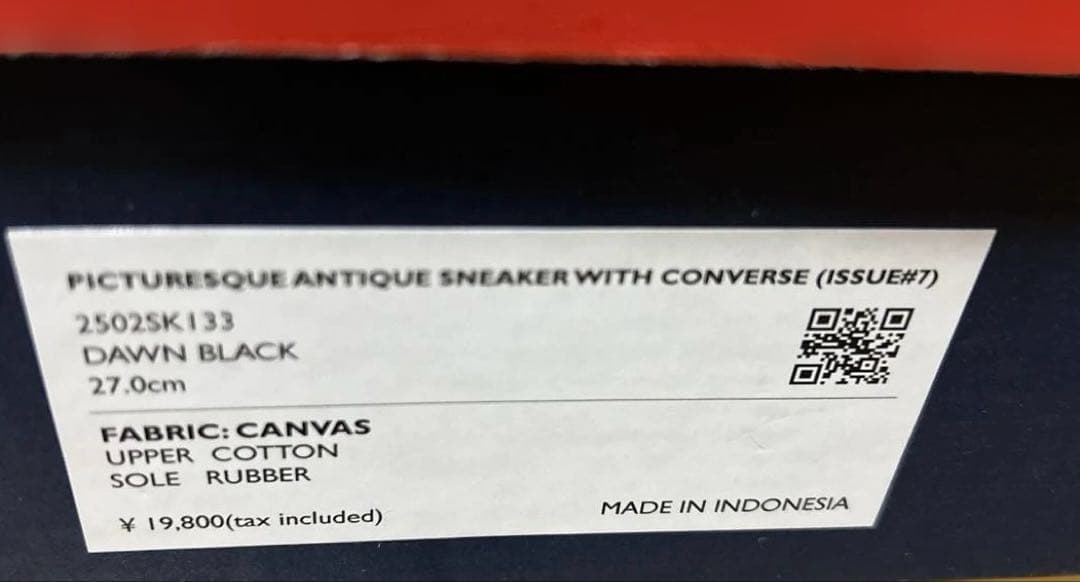 PICTURESQUE ANTIQUE SNEAKER WITH CONVERSE (ISSUE#7)
2502SK133
DAWN BLACK
27.0cm
FABRIC: CANVAS
UPPER COTTON
SOLE RUBBER
¥ 19,800(tax included)
MADE IN INDONESIA